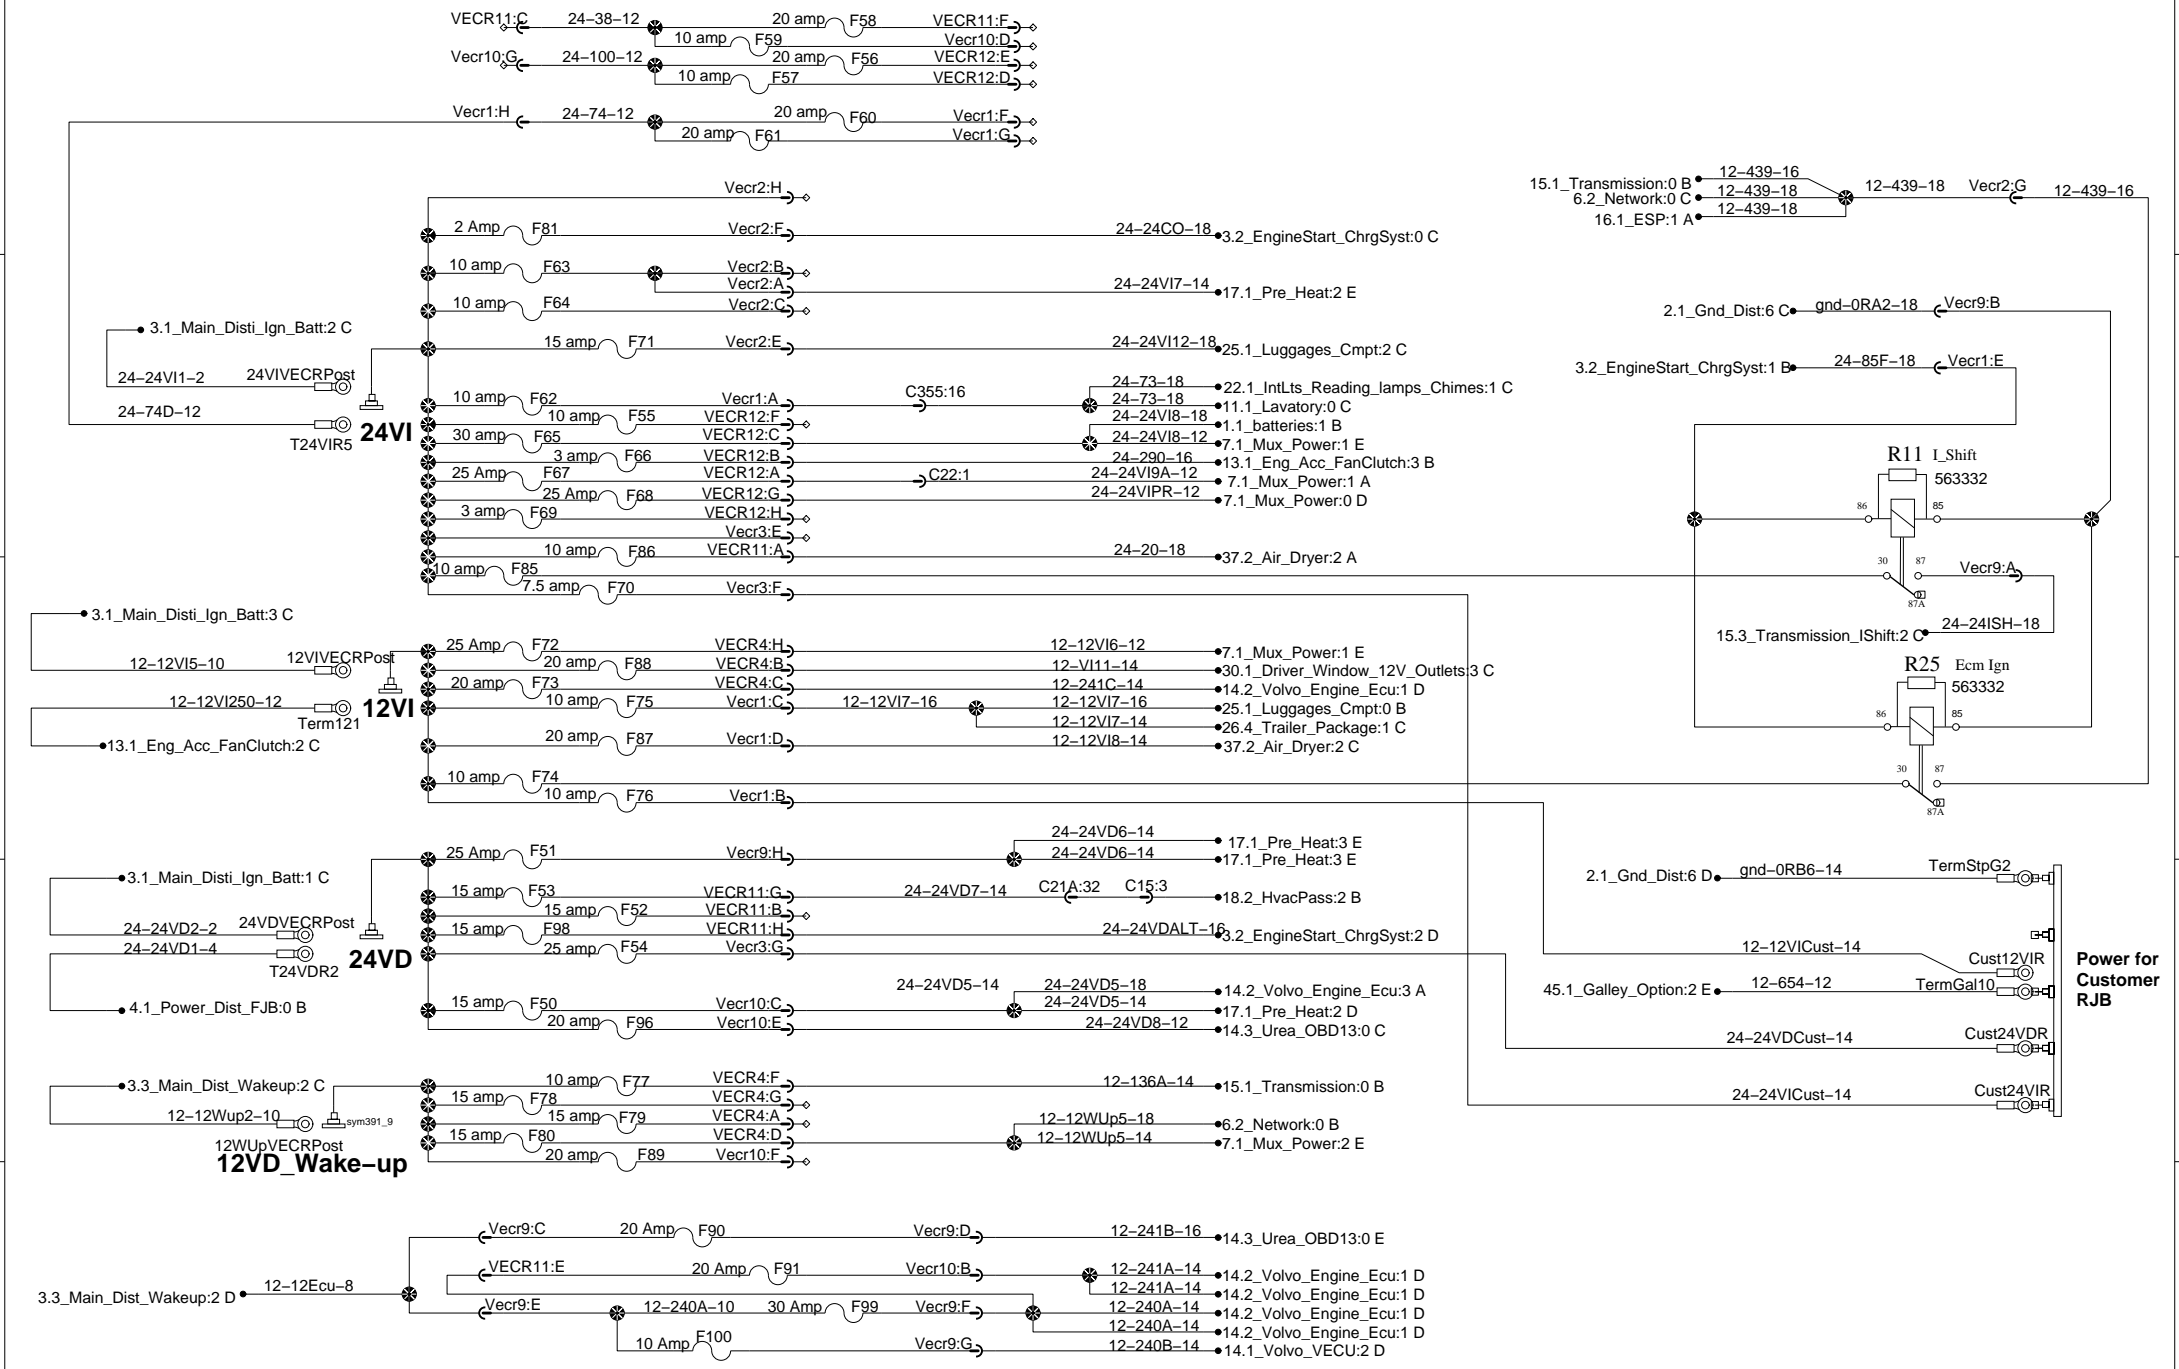 VECR11:C 24-38-12 20 amp F58 VECR11:F
10 amp F59 Vecr10:D
Vecr10:G 24-100-12 20 amp F56 VECR12:E
10 amp F57 VECR12:D
Vecr1:H 24-74-12 20 amp F60 Vecr1:F
20 amp F61 Vecr1:G
Vecr2:H
2 Amp F81 Vecr2:F 24-24CO-18 3.2_EngineStart_ChrgSyst:0 C
10 amp F63 Vecr2:B
Vecr2:A 24-24VI7-14 17.1_Pre_Heat:2 E
10 amp F64 Vecr2:C
3.1_Main_Disti_Ign_Batt:2 C
15 amp F71 Vecr2:E 24-24VI12-18 25.1_Luggages_Cmpt:2 C
24-24VI1-2 24VIVECRPost
24-74D-12
T24VIR5
24VI
10 amp F62 Vecr1:A C355:16 24-73-18 22.1_IntLts_Reading_lamps_Chimes:1 C
24-73-18 11.1_Lavatory:0 C
10 amp F55 VECR12:F
24-24VI8-18 1.1_batteries:1 B
30 amp F65 VECR12:C 24-24VI8-12 7.1_Mux_Power:1 E
3 amp F66 VECR12:B 24-290-16 13.1_Eng_Acc_FanClutch:3 B
25 Amp F67 VECR12:A C22:1 24-24VI9A-12 7.1_Mux_Power:1 A
25 Amp F68 VECR12:G 24-24VIPR-12 7.1_Mux_Power:0 D
3 amp F69 VECR12:H
Vecr3:E
10 amp F86 VECR11:A 24-20-18 37.2_Air_Dryer:2 A
10 amp F85
7.5 amp F70 Vecr3:F
15.1_Transmission:0 B 12-439-16
6.2_Network:0 C 12-439-18 12-439-18 Vecr2:G 12-439-16
16.1_ESP:1 A 12-439-18
2.1_Gnd_Dist:6 C gnd-0RA2-18 Vecr9:B
3.2_EngineStart_ChrgSyst:1 B 24-85F-18 Vecr1:E
R11 I_Shift
563332
86 85
30 87 Vecr9:A
87A
15.3_Transmission_IShift:2 C 24-24ISH-18
R25 Ecm Ign
563332
86 85
30 87
87A
3.1_Main_Disti_Ign_Batt:3 C
12-12VI5-10 12VIVECRPost
12-12VI250-12
Term121
12VI
13.1_Eng_Acc_FanClutch:2 C
25 Amp F72 VECR4:H 12-12VI6-12 7.1_Mux_Power:1 E
20 amp F88 VECR4:B 12-VI11-14 30.1_Driver_Window_12V_Outlets:3 C
20 amp F73 VECR4:C 12-241C-14 14.2_Volvo_Engine_Ecu:1 D
10 amp F75 Vecr1:C 12-12VI7-16 12-12VI7-16 25.1_Luggages_Cmpt:0 B
12-12VI7-14 26.4_Trailer_Package:1 C
20 amp F87 Vecr1:D 12-12VI8-14 37.2_Air_Dryer:2 C
10 amp F74
10 amp F76 Vecr1:B
3.1_Main_Disti_Ign_Batt:1 C
24-24VD2-2 24VDVECRPost
24-24VD1-4
T24VDR2
24VD
4.1_Power_Dist_FJB:0 B
24-24VD6-14 17.1_Pre_Heat:3 E
25 Amp F51 Vecr9:H 24-24VD6-14 17.1_Pre_Heat:3 E
15 amp F53 VECR11:G 24-24VD7-14 C21A:32 C15:3 18.2_HvacPass:2 B
15 amp F52 VECR11:B
15 amp F98 VECR11:H 24-24VDALT-16 3.2_EngineStart_ChrgSyst:2 D
25 amp F54 Vecr3:G
24-24VD5-14 24-24VD5-18 14.2_Volvo_Engine_Ecu:3 A
15 amp F50 Vecr10:C 24-24VD5-14 17.1_Pre_Heat:2 D
20 amp F96 Vecr10:E 24-24VD8-12 14.3_Urea_OBD13:0 C
2.1_Gnd_Dist:6 D gnd-0RB6-14 TermStpG2
12-12VICust-14 Cust12VIR
45.1_Galley_Option:2 E 12-654-12 TermGal10
24-24VDCust-14 Cust24VDR
24-24VICust-14 Cust24VIR
Power for
Customer
RJB
3.3_Main_Dist_Wakeup:2 C
12-12Wup2-10 sym391_9
12WUpVECRPost
12VD_Wake-up
10 amp F77 VECR4:F 12-136A-14 15.1_Transmission:0 B
15 amp F78 VECR4:G
15 amp F79 VECR4:A 12-12WUp5-18 6.2_Network:0 B
15 amp F80 VECR4:D 12-12WUp5-14 7.1_Mux_Power:2 E
20 amp F89 Vecr10:F
Vecr9:C 20 Amp F90 Vecr9:D 12-241B-16 14.3_Urea_OBD13:0 E
VECR11:E 20 Amp F91 Vecr10:B 12-241A-14 14.2_Volvo_Engine_Ecu:1 D
3.3_Main_Dist_Wakeup:2 D 12-12Ecu-8 12-241A-14 14.2_Volvo_Engine_Ecu:1 D
Vecr9:E 12-240A-10 30 Amp F99 Vecr9:F 12-240A-14 14.2_Volvo_Engine_Ecu:1 D
12-240A-14 14.2_Volvo_Engine_Ecu:1 D
10 Amp F100 Vecr9:G 12-240B-14 14.1_Volvo_VECU:2 D